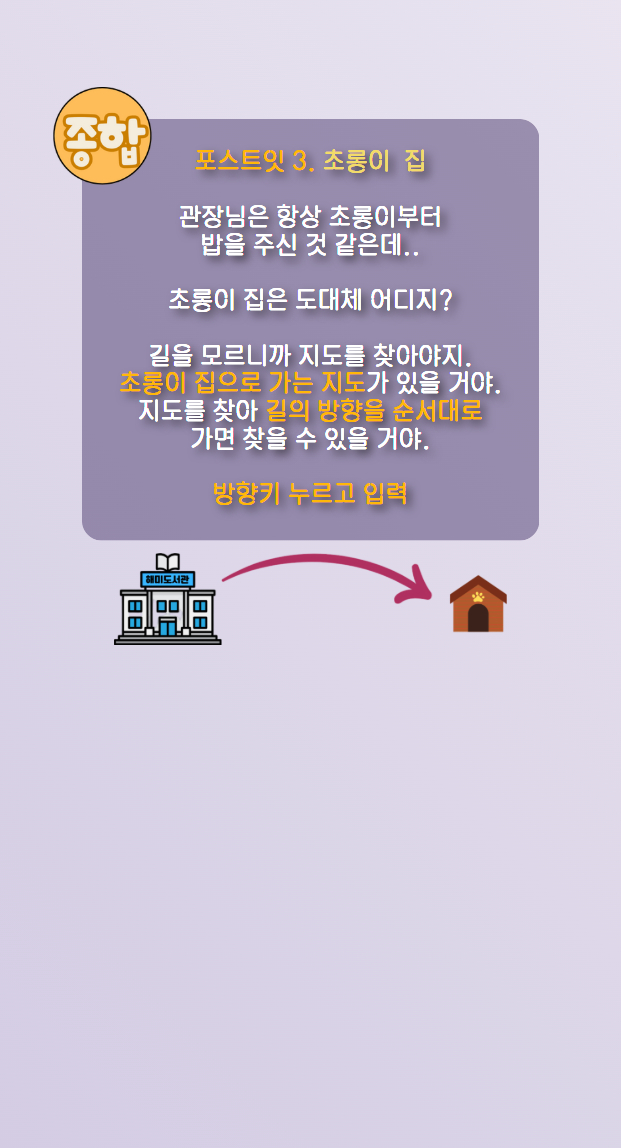 종합
포스트잇 3. 초롱이 집
관장님은 항상 초롱이부터
밥을 주신 것 같은데..
초롱이 집은 도대체 어디지?
길을 모르니까 지도를 찾아야지.
초롱이 집으로 가는 지도가 있을 거야.
지도를 찾아 길의 방향을 순서대로
가면 찾을 수 있을 거야.
방향키 누르고 입력
해미도서관